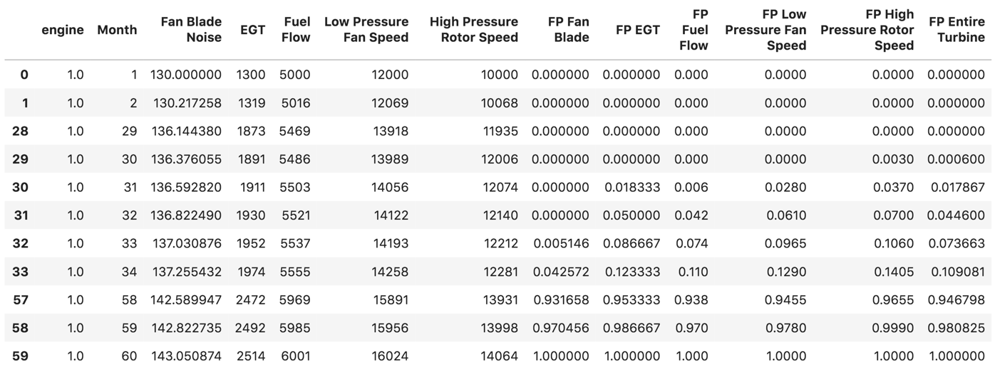 engine Month Fan Blade Noise EGT Fuel Flow Low Pressure Fan Speed High Pressure Rotor Speed FP Fan Blade FP EGT FP Fuel Flow FP Low Pressure Fan Speed FP High Pressure Rotor Speed FP Entire Turbine
0 1.0 1 130.000000 1300 5000 12000 10000 0.000000 0.000000 0.000 0.0000 0.0000 0.000000
1 1.0 2 130.217258 1319 5016 12069 10068 0.000000 0.000000 0.000 0.0000 0.0000 0.000000
28 1.0 29 136.144380 1873 5469 13918 11935 0.000000 0.000000 0.000 0.0000 0.0000 0.000000
29 1.0 30 136.376055 1891 5486 13989 12006 0.000000 0.000000 0.000 0.0000 0.0030 0.000600
30 1.0 31 136.592820 1911 5503 14056 12074 0.000000 0.018333 0.006 0.0280 0.0370 0.017867
31 1.0 32 136.822490 1930 5521 14122 12140 0.000000 0.050000 0.042 0.0610 0.0700 0.044600
32 1.0 33 137.030876 1952 5537 14193 12212 0.005146 0.086667 0.074 0.0965 0.1060 0.073663
33 1.0 34 137.255432 1974 5555 14258 12281 0.042572 0.123333 0.110 0.1290 0.1405 0.109081
57 1.0 58 142.589947 2472 5969 15891 13931 0.931658 0.953333 0.938 0.9455 0.9655 0.946798
58 1.0 59 142.822735 2492 5985 15956 13998 0.970456 0.986667 0.970 0.9780 0.9990 0.980825
59 1.0 60 143.050874 2514 6001 16024 14064 1.000000 1.000000 1.000 1.0000 1.0000 1.000000